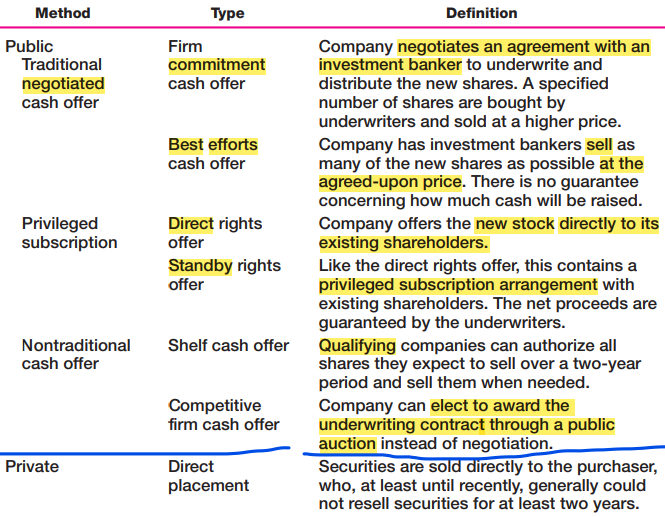 Method Type Definition
Public Firm Company negotiates an agreement with an
Traditional commitment investment banker to underwrite and
negotiated cash offer distribute the new shares. A specified
cash offer number of shares are bought by
underwriters and sold at a higher price.
Best efforts Company has investment bankers sell as
cash offer many of the new shares as possible at the
agreed-upon price. There is no guarantee
concerning how much cash will be raised.
Privileged Direct rights Company offers the new stock directly to its
subscription offer existing shareholders.
Standby rights Like the direct rights offer, this contains a
offer privileged subscription arrangement with
existing shareholders. The net proceeds are
guaranteed by the underwriters.
Nontraditional Shelf cash offer Qualifying companies can authorize all
cash offer shares they expect to sell over a two-year
period and sell them when needed.
Competitive Company can elect to award the
firm cash offer underwriting contract through a public
auction instead of negotiation.
Private Direct Securities are sold directly to the purchaser,
placement who, at least until recently, generally could
not resell securities for at least two years.